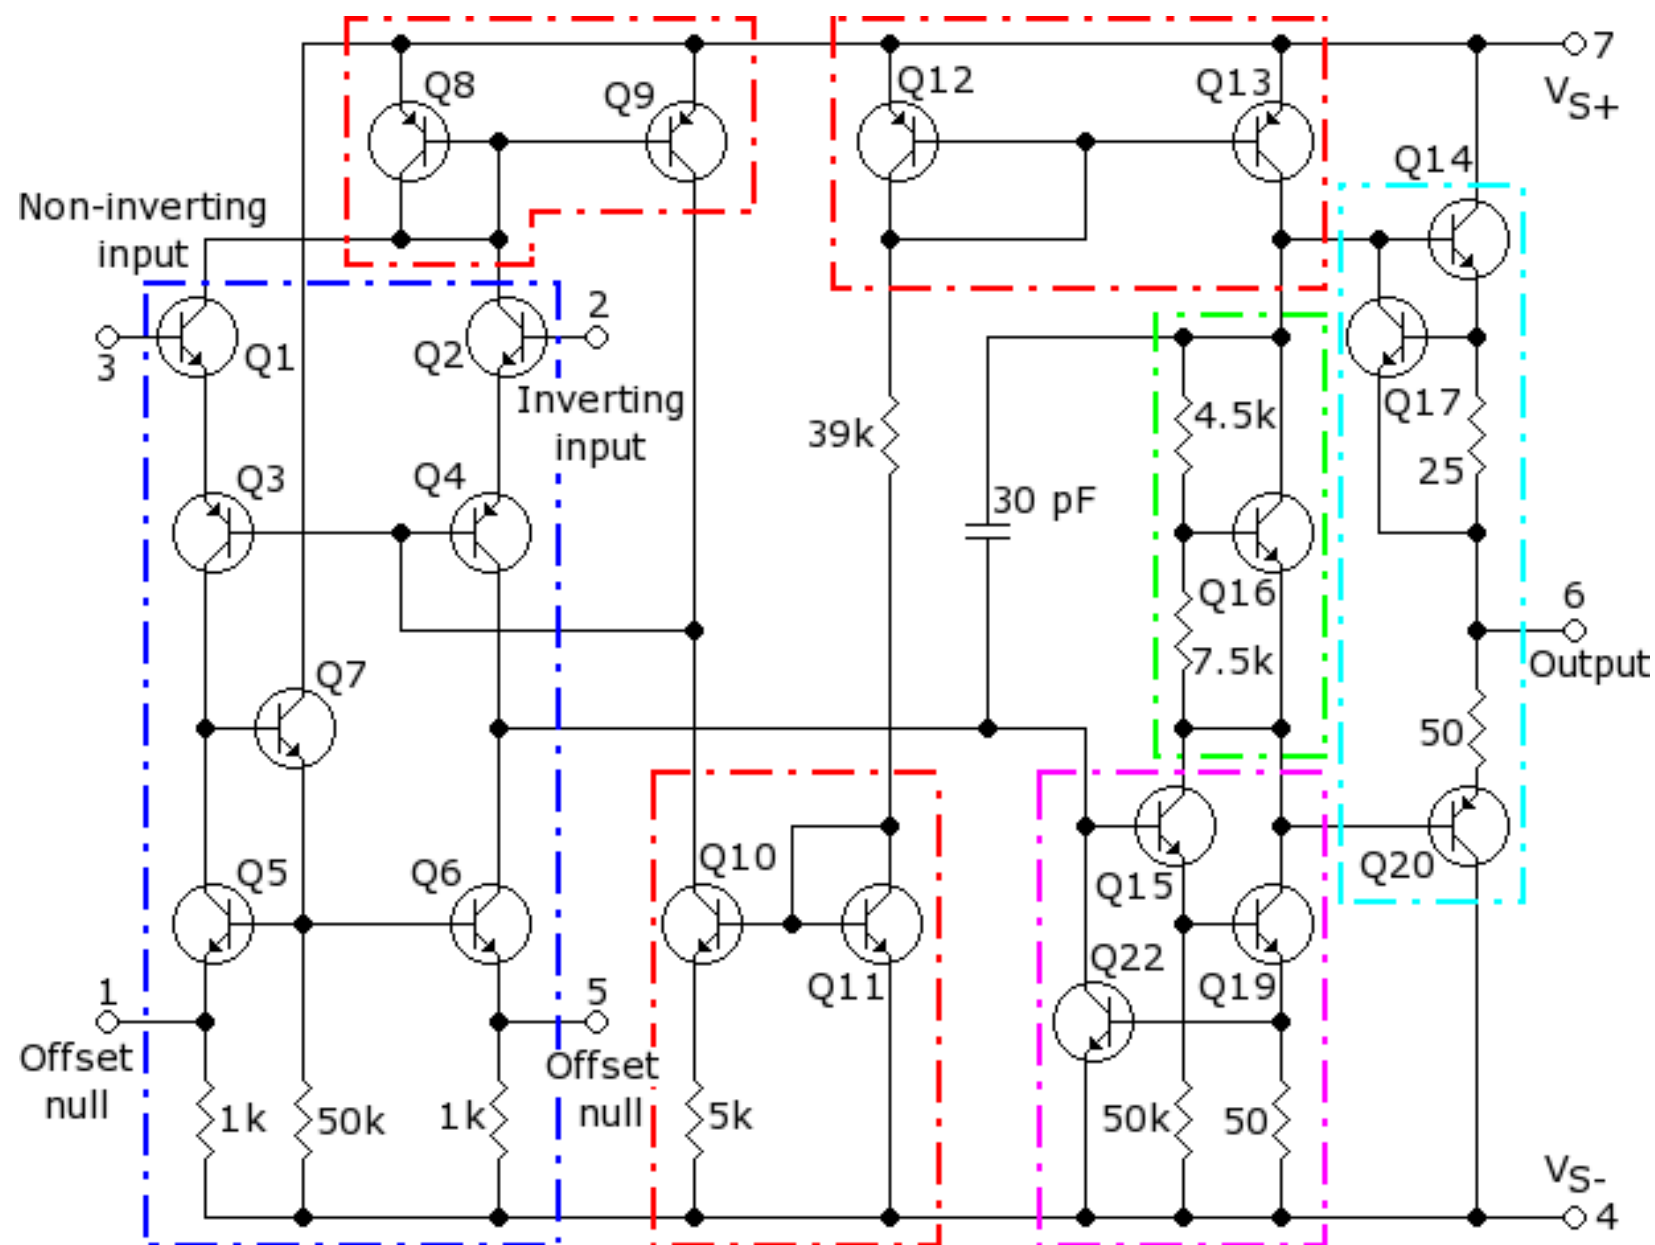 Q8
Q9
Q12
Q13
7
VS+
Q14
Non-inverting
input
3
Q1
Q2
2
Inverting
input
Q17
4.5k
39k
25
Q3
Q4
30 pF
Q16
6
Output
7.5k
Q7
50
Q5
Q6
Q10
Q15
Q20
1
Offset
null
5
Offset
null
Q11
Q22
Q19
1k
50k
1k
5k
50k
50
VS-
4